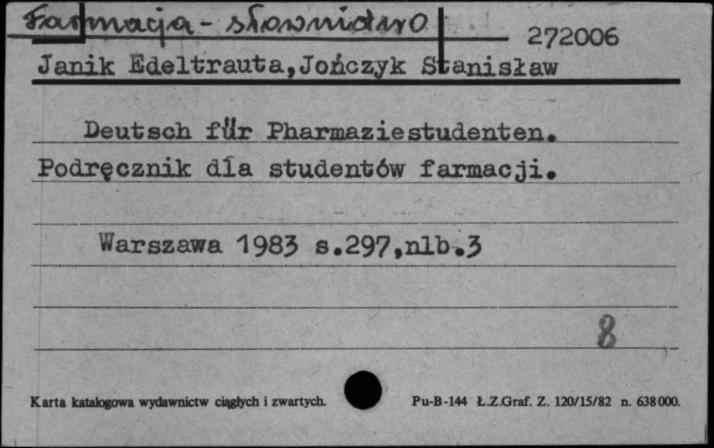 Farmacja - słownictwo
272006
Janik Edeltrauta,Jończyk Stanisław
Deutsch für Pharmaziestudenten.
Podręcznik dla studentów farmacji.
Warszawa 1983 s.297,nlb.3
8
Karta katalogowa wydawnictw ciągłych i zwartych. Pu-B-144 Ł.Z.Graf. Z. 120/15/82 n. 638000.